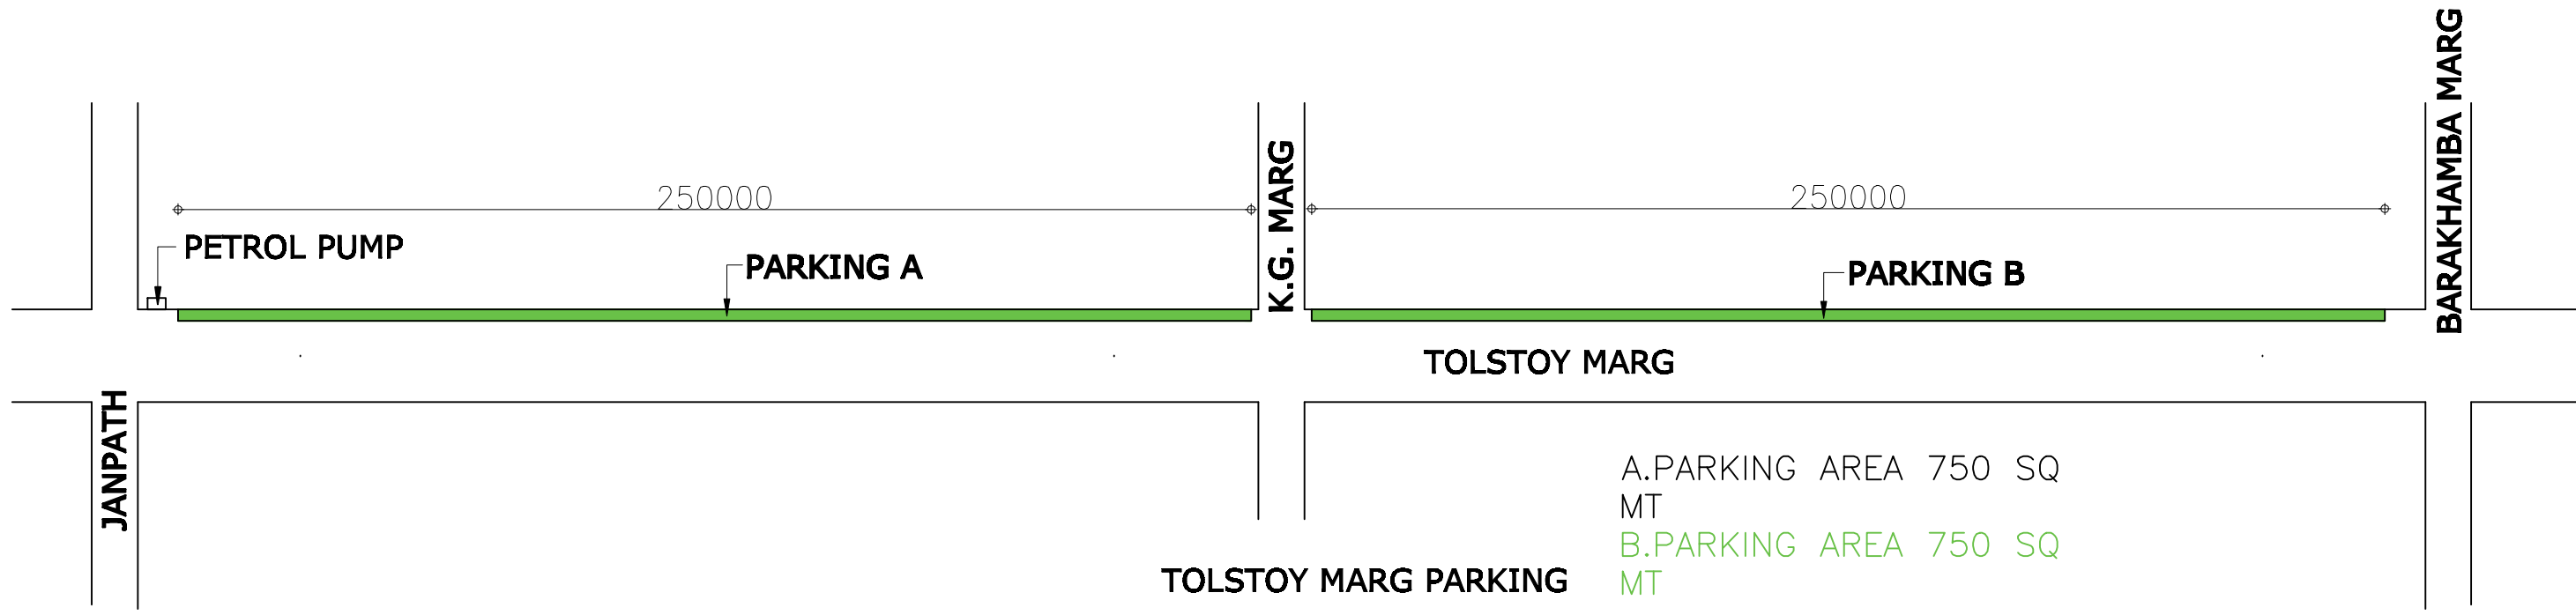 BARAKHAMBA MARG
K.G. MARG
250000
250000
PETROL PUMP
PARKING A
PARKING B
TOLSTOY MARG
JANPATH
A.PARKING AREA 750 SQ
MT
B.PARKING AREA 750 SQ
MT
TOLSTOY MARG PARKING